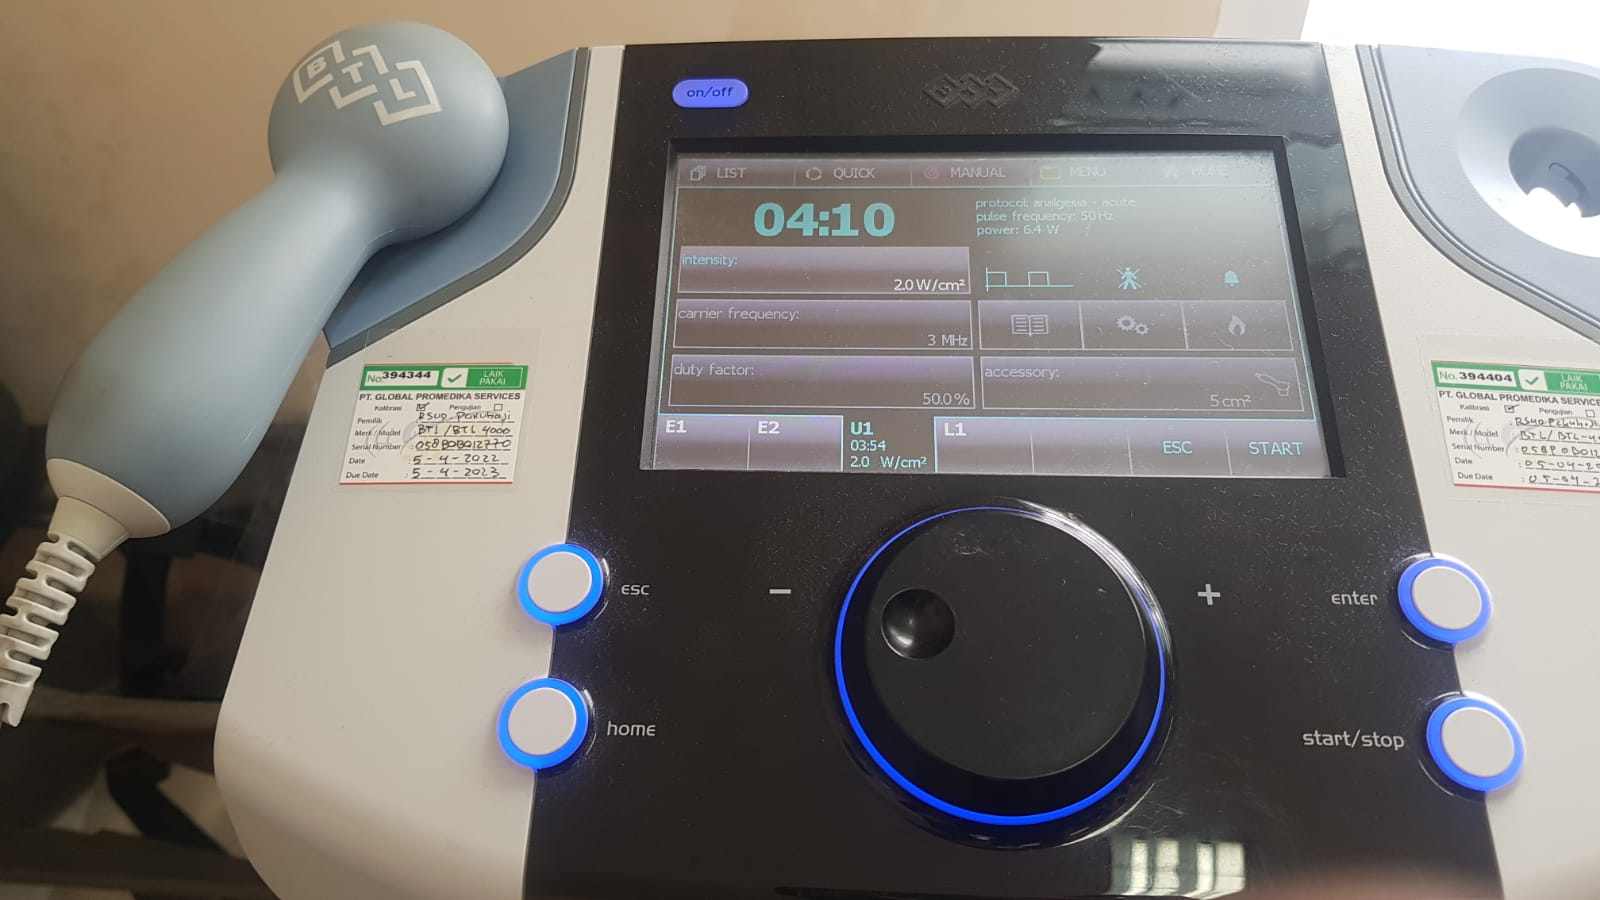 BTL
on/off
BTL
LIST QUICK MANUAL MENU HOME
04:10
protocol: analgesia - acute
pulse frequency: 50 Hz
power: 6.4 W
intensity:
2.0 W/cm²
carrier frequency:
3 MHz
duty factor:
50.0 %
accessory:
5 cm²
E1 E2 U1 L1
03:54
2.0 W/cm²
ESC START
esc
home
− +
enter
start/stop
No. 394344 LAIK PAKAI
PT. GLOBAL PROMEDIKA SERVICES
Kalibrasi Pengujian
Pemilik : RSUP
Merk / Model : BTL /BTL 4000
Serial Number
Date : 5 - 4 - 2022
Due Date : 5 - 4 - 2023
No. 394404 LAIK PAKAI
PT. GLOBAL PROMEDIKA SERVICE
Kalibrasi Pengujian
Pemilik
Merk / Model
Serial Number
Date
Due Date